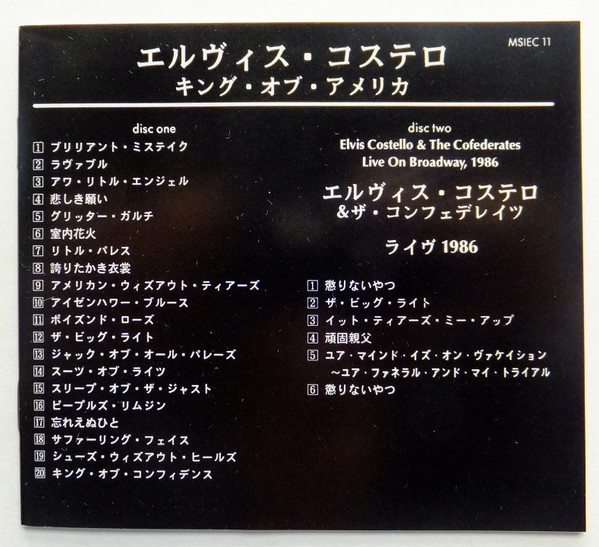 エルヴィス・コステロ
キング・オブ・アメリカ
MSIEC 11
disc one
1 ブリリアント・ミステイク
2 ラヴァブル
3 アワ・リトル・エンジェル
4 悲しき願い
5 グリッター・ガルチ
6 室内花火
7 リトル・パレス
8 誇りたかき衣裳
9 アメリカン・ウィズアウト・ティアーズ
10 アイゼンハワー・ブルース
11 ポイズンド・ローズ
12 ザ・ビッグ・ライト
13 ジャック・オブ・オール・パレーズ
14 スーツ・オブ・ライツ
15 スリープ・オブ・ザ・ジャスト
16 ピープルズ・リムジン
17 忘れえぬひと
18 サファーリング・フェイス
19 シューズ・ウィズアウト・ヒールズ
20 キング・オブ・コンフィデンス
disc two
Elvis Costello & The Cofederates
Live On Broadway, 1986
エルヴィス・コステロ
&ザ・コンフェデレイツ
ライヴ 1986
1 懲りないやつ
2 ザ・ビッグ・ライト
3 イット・ティアーズ・ミー・アップ
4 頑固親父
5 ユア・マインド・イズ・オン・ヴァケイション
〜ユア・ファネラル・アンド・マイ・トライアル
6 懲りないやつ